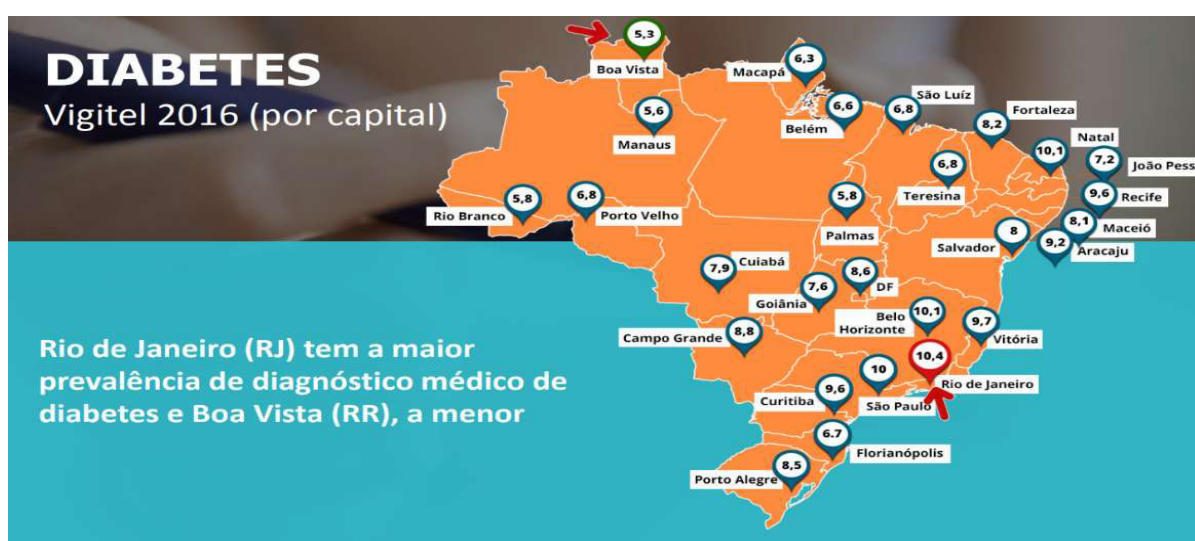 DIABETES
Vigitel 2016 (por capital)
5,3
Boa Vista
6,3
Macapá
5,6
Manaus
6,6
Belém
São Luíz
6,8
Fortaleza
8,2
Natal
10,1
7,2
João Pess
6,8
Teresina
9,6
Recife
5,8
Rio Branco
6,8
Porto Velho
5,8
Palmas
8,1
Maceió
8
Salvador
9,2
Aracaju
7,9
Cuiabá
8,6
DF
7,6
Goiânia
10,1
Belo
Horizonte
9,7
Vitória
8,8
Campo Grande
10,4
Rio de Janeiro
10
São Paulo
9,6
Curitiba
6.7
Florianópolis
8,5
Porto Alegre
Rio de Janeiro (RJ) tem a maior
prevalência de diagnóstico médico de
diabetes e Boa Vista (RR), a menor